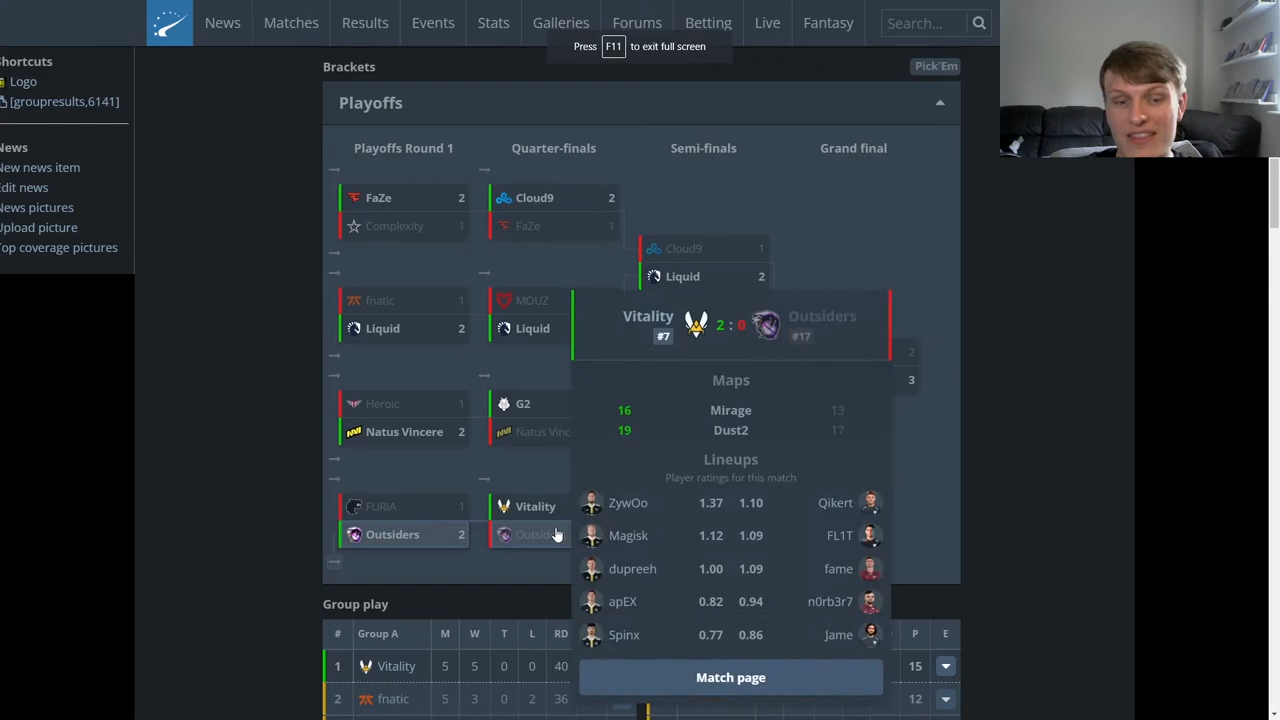 News Matches Results Events Stats Galleries Forums Betting Live Fantasy Search...
Press F11 to exit full screen
Shortcuts
Logo
[groupresults,6141]
News
New news item
Edit news
News pictures
Upload picture
Top coverage pictures
Brackets Pick'Em
Playoffs
Playoffs Round 1 Quarter-finals Semi-finals Grand final
FaZe 2 Cloud9 2
Complexity 1 FaZe 1
Cloud9 1
Liquid 2
fnatic 1 MOUZ
Liquid 2 Liquid
Vitality 2 : 0 Outsiders
#7 #17
2
3
Maps
16 Mirage 13
19 Dust2 17
Heroic 1 G2
Natus Vincere 2 Natus Vinc
Lineups
Player ratings for this match
ZywOo 1.37 1.10 Qikert
Magisk 1.12 1.09 FL1T
dupreeh 1.00 1.09 fame
apEX 0.82 0.94 n0rb3r7
Spinx 0.77 0.86 Jame
Match page
FURIA 1 Vitality
Outsiders 2 Outsid
Group play
# Group A M W T L RD P E
1 Vitality 5 5 0 0 40 15
2 fnatic 5 3 0 2 36 12